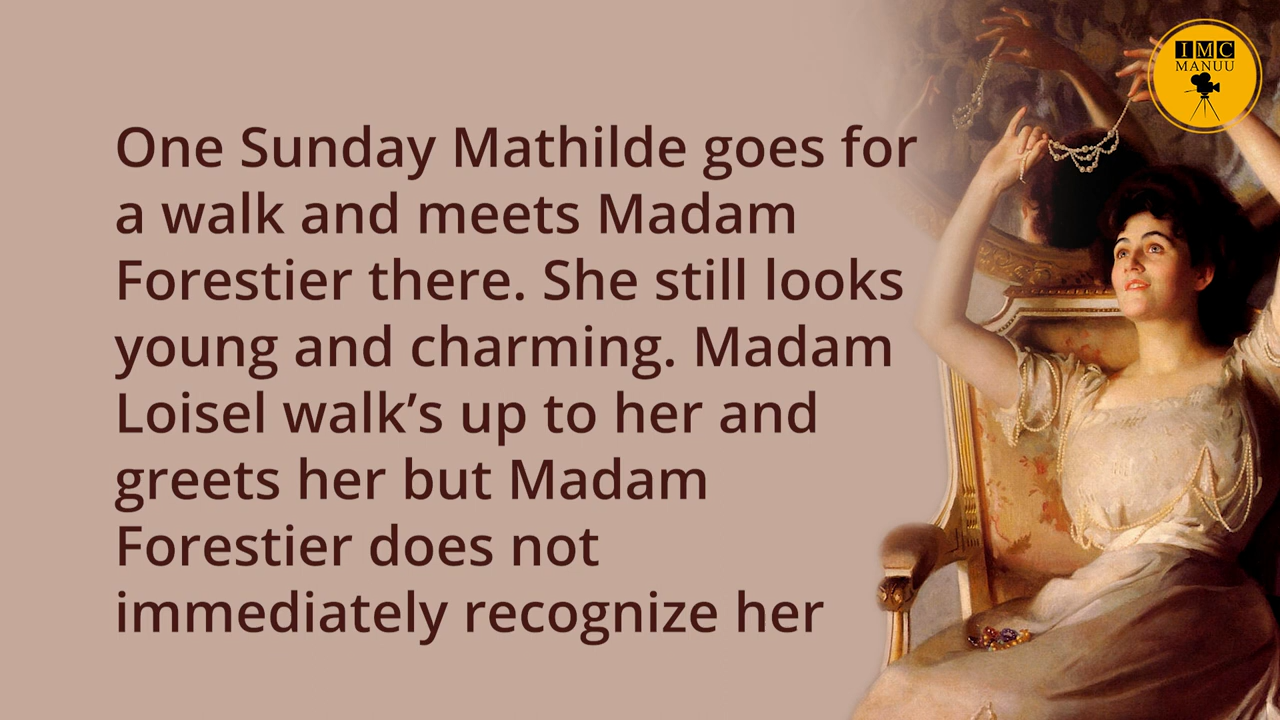 One Sunday Mathilde goes for
a walk and meets Madam
Forestier there. She still looks
young and charming. Madam
Loisel walk’s up to her and
greets her but Madam
Forestier does not
immediately recognize her
IMC
MANUU